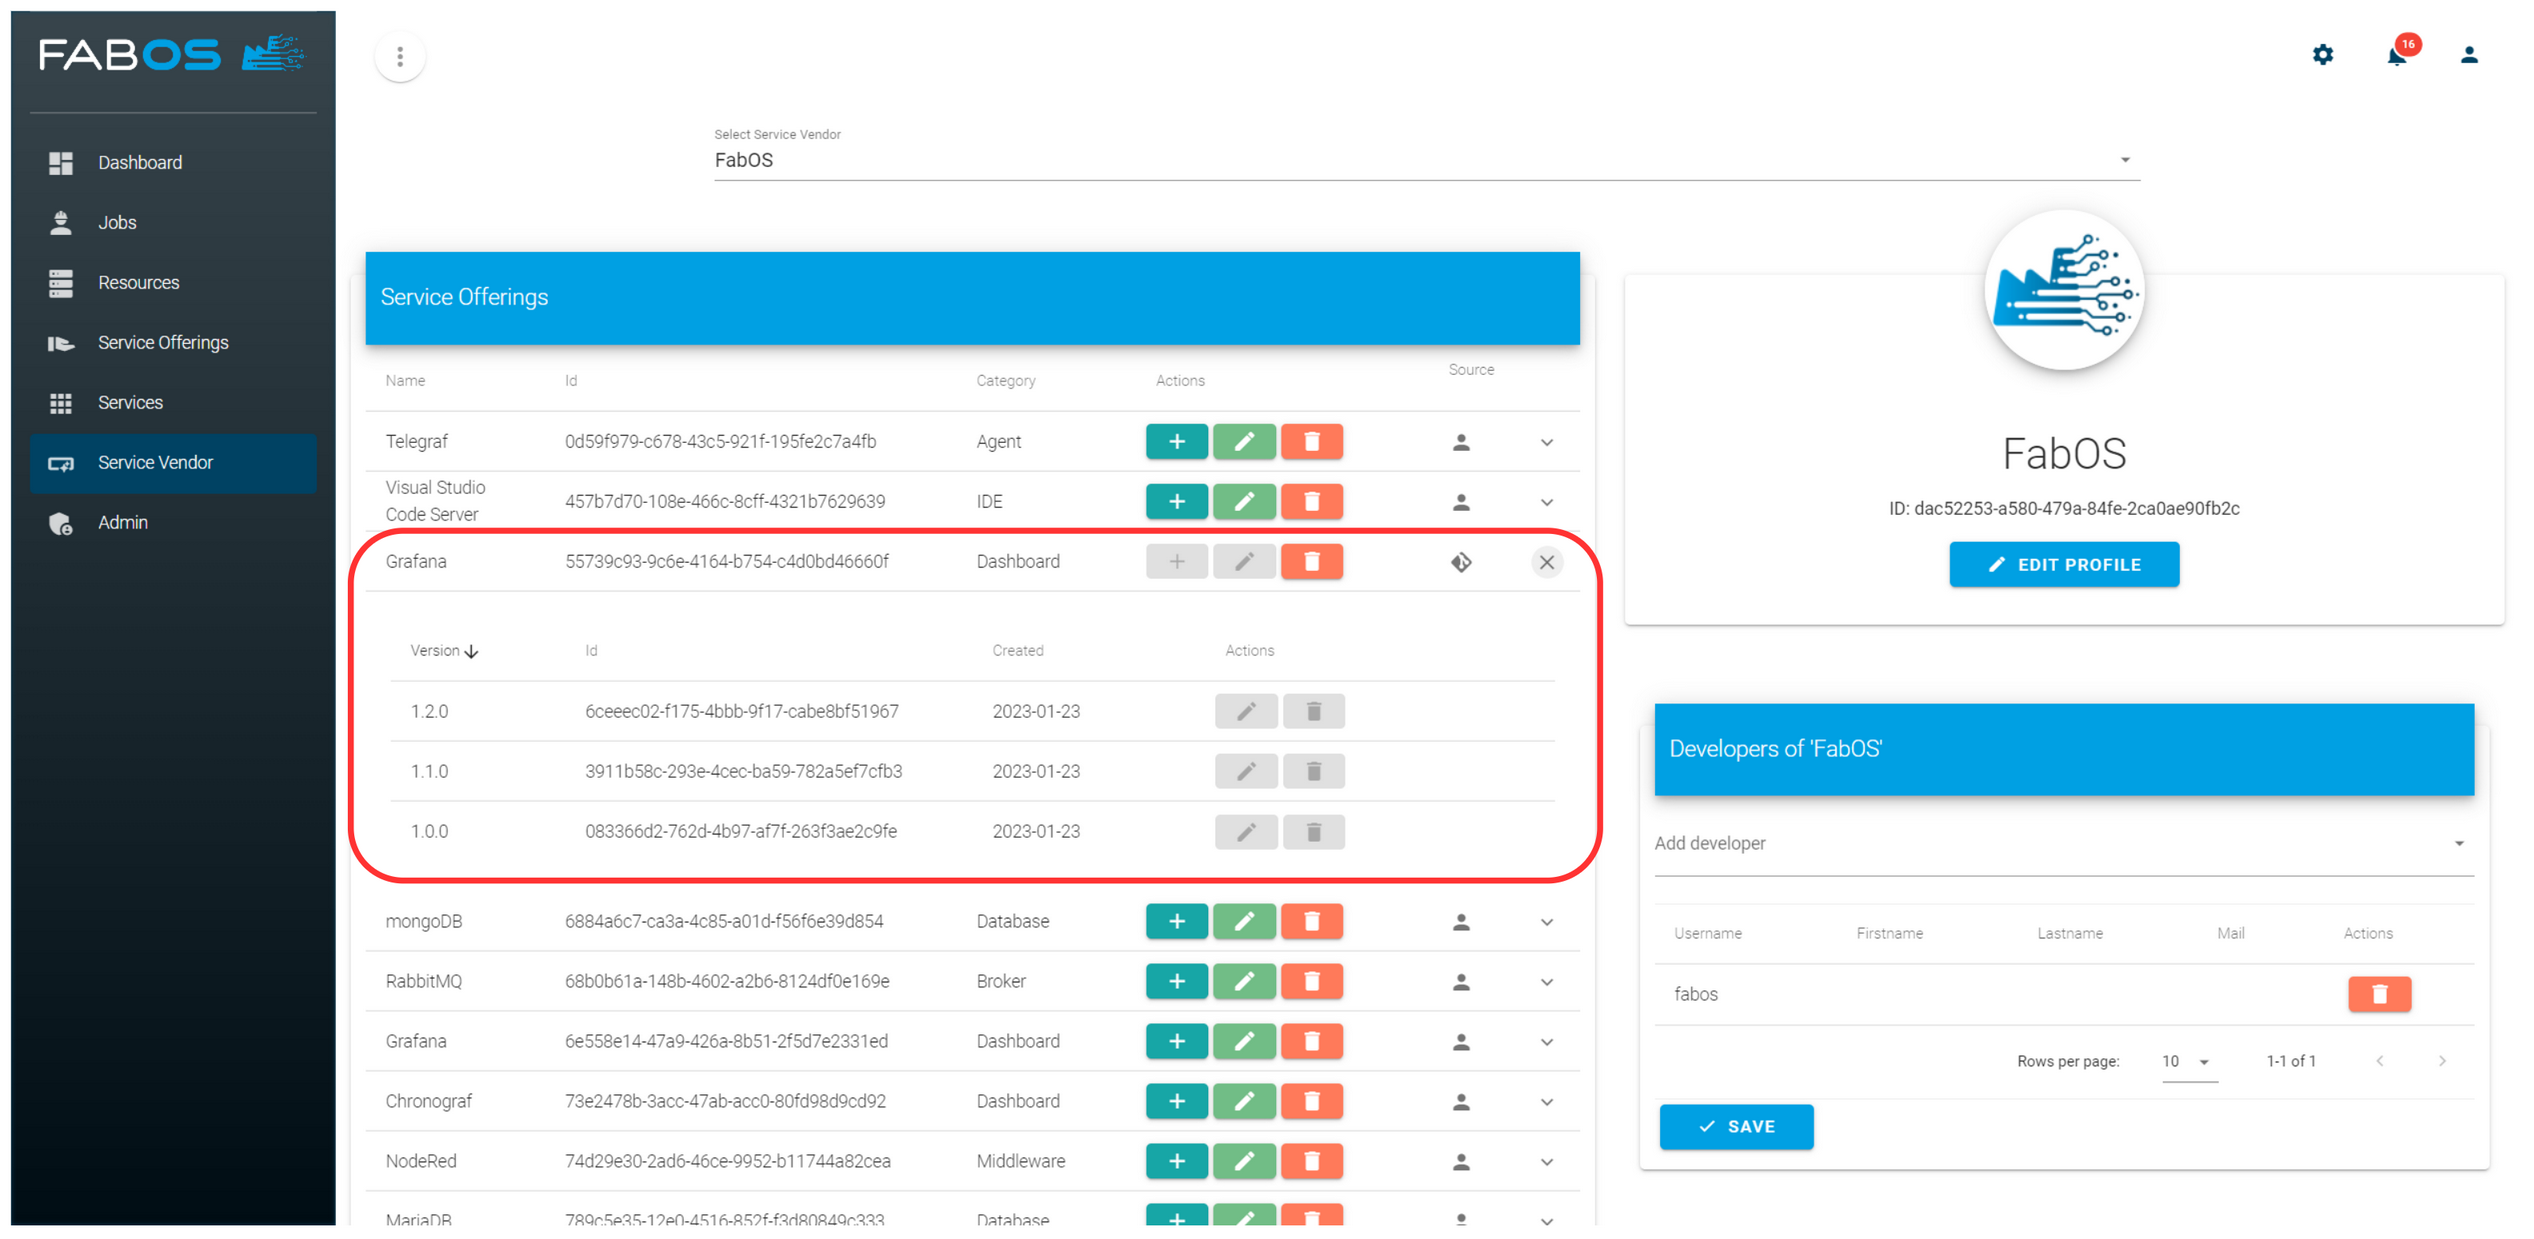 FABOS
16
Select Service Vendor
FabOS
Dashboard
Jobs
Resources
Service Offerings
Services
Service Vendor
Admin
Service Offerings
Name Id Category Actions Source
Telegraf 0d59f979-c678-43c5-921f-195fe2c7a4fb Agent
Visual Studio
Code Server 457b7d70-108e-466c-8cff-4321b7629639 IDE
Grafana 55739c93-9c6e-4164-b754-c4d0bd46660f Dashboard
Version Id Created Actions
1.2.0 6ceeec02-f175-4bbb-9f17-cabe8bf51967 2023-01-23
1.1.0 3911b58c-293e-4cec-ba59-782a5ef7cfb3 2023-01-23
1.0.0 083366d2-762d-4b97-af7f-263f3ae2c9fe 2023-01-23
mongoDB 6884a6c7-ca3a-4c85-a01d-f56f6e39d854 Database
RabbitMQ 68b0b61a-148b-4602-a2b6-8124df0e169e Broker
Grafana 6e558e14-47a9-426a-8b51-2f5d7e2331ed Dashboard
Chronograf 73e2478b-3acc-47ab-acc0-80fd98d9cd92 Dashboard
NodeRed 74d29e30-2ad6-46ce-9952-b11744a82cea Middleware
MariaDB 789c5e35-12e0-4516-852f-f3d80849c333 Database
FabOS
ID: dac52253-a580-479a-84fe-2ca0ae90fb2c
EDIT PROFILE
Developers of 'FabOS'
Add developer
Username Firstname Lastname Mail Actions
fabos
Rows per page: 10 1-1 of 1
SAVE